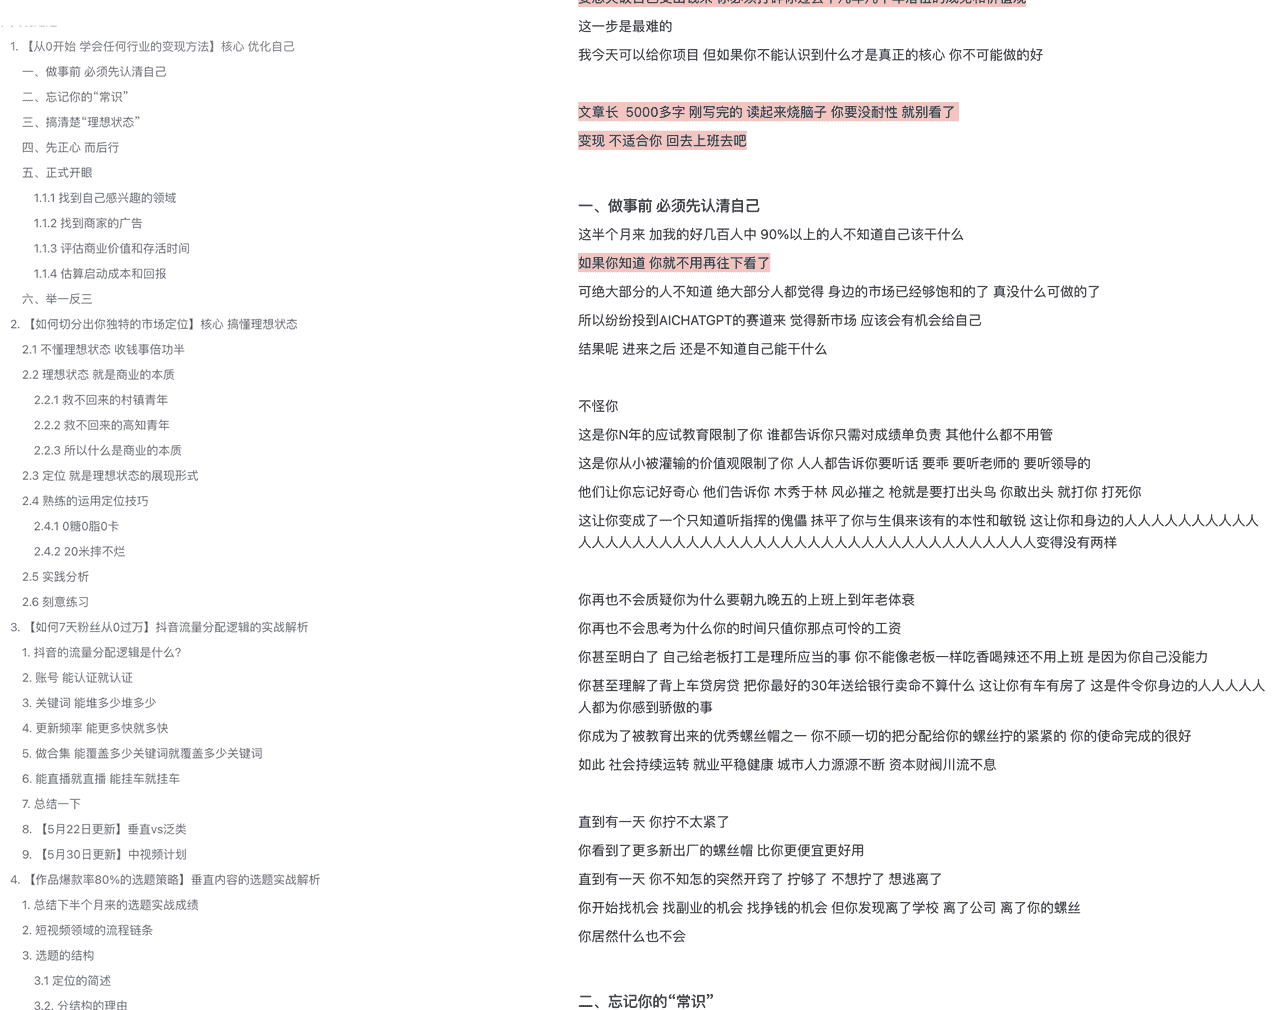 1. 【从0开始 学会任何行业的变现方法】核心 优化自己
一、做事前 必须先认清自己
二、忘记你的“常识”
三、搞清楚“理想状态”
四、先正心 而后行
五、正式开眼
1.1.1 找到自己感兴趣的领域
1.1.2 找到商家的广告
1.1.3 评估商业价值和存活时间
1.1.4 估算启动成本和回报
六、举一反三
2. 【如何切分出你独特的市场定位】核心 搞懂理想状态
2.1 不懂理想状态 收钱事倍功半
2.2 理想状态 就是商业的本质
2.2.1 救不回来的村镇青年
2.2.2 救不回来的高知青年
2.2.3 所以什么是商业的本质
2.3 定位 就是理想状态的展现形式
2.4 熟练的运用定位技巧
2.4.1 0糖0脂0卡
2.4.2 20米摔不烂
2.5 实践分析
2.6 刻意练习
3. 【如何7天粉丝从0过万】抖音流量分配逻辑的实战解析
1. 抖音的流量分配逻辑是什么?
2. 账号 能认证就认证
3. 关键词 能堆多少堆多少
4. 更新频率 能更多快就多快
5. 做合集 能覆盖多少关键词就覆盖多少关键词
6. 能直播就直播 能挂车就挂车
7. 总结一下
8. 【5月22日更新】垂直vs泛类
9. 【5月30日更新】中视频计划
4. 【作品爆款率80%的选题策略】垂直内容的选题实战解析
1. 总结下半个月来的选题实战成绩
2. 短视频领域的流程链条
3. 选题的结构
3.1 定位的简述
3.2. 分结构的理由
这一步是最难的
我今天可以给你项目 但如果你不能认识到什么才是真正的核心 你不可能做的好
文章长 5000多字 刚写完的 读起来烧脑子 你要没耐性 就别看了
变现 不适合你 回去上班去吧
一、做事前 必须先认清自己
这半个月来 加我的好几百人中 90%以上的人不知道自己该干什么
如果你知道 你就不用再往下看了
可绝大部分的人不知道 绝大部分人都觉得 身边的市场已经够饱和的了 真没什么可做的了
所以纷纷投到AICHATGPT的赛道来 觉得新市场 应该会有机会给自己
结果呢 进来之后 还是不知道自己能干什么
不怪你
这是你N年的应试教育限制了你 谁都告诉你只需对成绩单负责 其他什么都不用管
这是你从小被灌输的价值观限制了你 人人都告诉你要听话 要乖 要听老师的 要听领导的
他们让你忘记好奇心 他们告诉你 木秀于林 风必摧之 枪就是要打出头鸟 你敢出头 就打你 打死你
这让你变成了一个只知道听指挥的傀儡 抹平了你与生俱来该有的本性和敏锐 这让你和身边的人人人人人人人人人人
人人人人人人人人人人人人人人人人人人人人人人人人人人人人人人人人人人变得没有两样
你再也不会质疑你为什么要朝九晚五的上班上到年老体衰
你再也不会思考为什么你的时间只值你那点可怜的工资
你甚至明白了 自己给老板打工是理所应当的事 你不能像老板一样吃香喝辣还不用上班 是因为你自己没能力
你甚至理解了背上车贷房贷 把你最好的30年送给银行卖命不算什么 这让你有车有房了 这是件令你身边的人人人人人
人都为你感到骄傲的事
你成为了被教育出来的优秀螺丝帽之一 你不顾一切的把分配给你的螺丝拧的紧紧的 你的使命完成的很好
如此 社会持续运转 就业平稳健康 城市人力源源不断 资本财阀川流不息
直到有一天 你拧不太紧了
你看到了更多新出厂的螺丝帽 比你更便宜更好用
直到有一天 你不知怎的突然开窍了 拧够了 不想拧了 想逃离了
你开始找机会 找副业的机会 找挣钱的机会 但你发现离了学校 离了公司 离了你的螺丝
你居然什么也不会
二、忘记你的“常识”